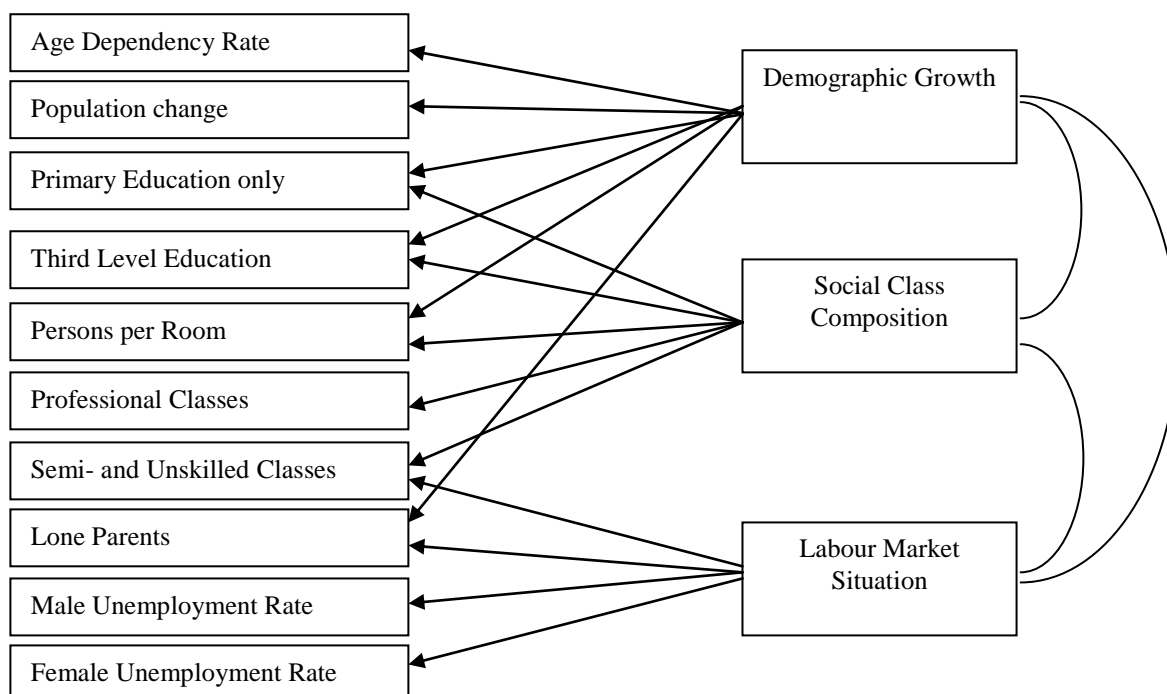 Age Dependency Rate
Population change
Primary Education only
Third Level Education
Persons per Room
Professional Classes
Semi- and Unskilled Classes
Lone Parents
Male Unemployment Rate
Female Unemployment Rate
Demographic Growth
Social Class
Composition
Labour Market
Situation